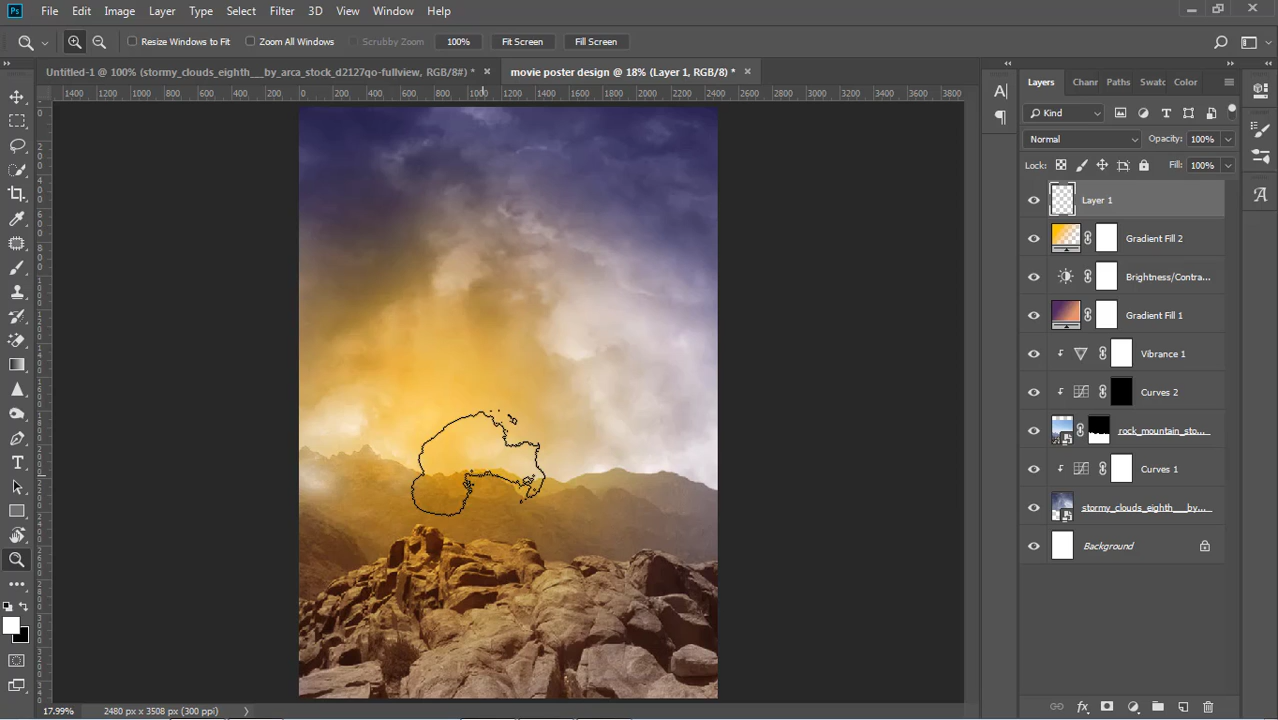 Ps File Edit Image Layer Type Select Filter 3D View Window Help
Resize Windows to Fit Zoom All Windows Scrubby Zoom 100% Fit Screen Fill Screen
Untitled-1 @ 100% (stormy_clouds_eighth___by_arca_stock_d2127qo-fullview, RGB/8#) * × movie poster design @ 18% (Layer 1, RGB/8) * ×
1400 1200 1000 800 600 400 200 0 200 400 600 800 1000 1200 1400 1600 1800 2000 2200 2400 2600 2800 3000 3200 3400 3600 3800
Layers Chanr Paths Swatc Color
Kind
Normal Opacity: 100%
Lock: Fill: 100%
Layer 1
Gradient Fill 2
Brightness/Contra...
Gradient Fill 1
Vibrance 1
Curves 2
rock_mountain_sto...
Curves 1
stormy_clouds_eighth___by...
Background
17.99% 2480 px x 3508 px (300 ppi)